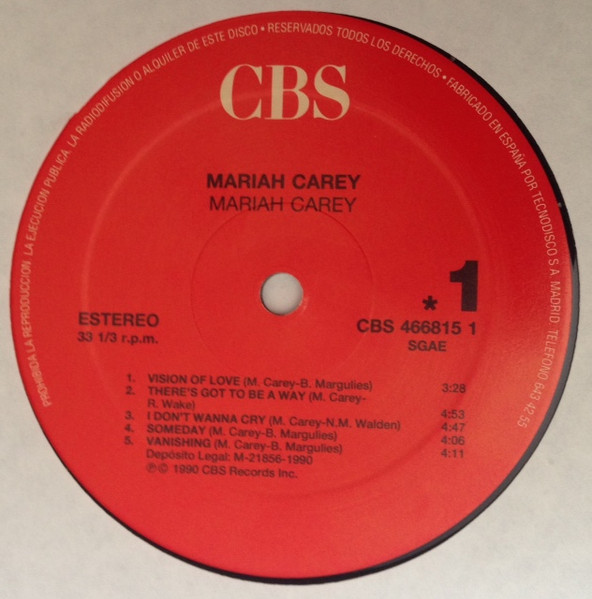 PROHIBIDA LA REPRODUCCION. LA EJECUCION PUBLICA. LA RADIODIFUSION O ALQUILER DE ESTE DISCO • RESERVADOS TODOS LOS DERECHOS • FABRICADO EN ESPAÑA POR TECNODISCO S A. MADRID. TELEFONO 643 42 55
CBS
MARIAH CAREY
MARIAH CAREY
* 1
ESTEREO
CBS 466815 1
33 1/3 r.p.m.
SGAE
1. VISION OF LOVE (M. Carey-B. Margulies) 3:28
2. THERE'S GOT TO BE A WAY (M. Carey-
R. Wake) 4:53
3. I DON'T WANNA CRY (M. Carey-N.M. Walden) 4:47
4. SOMEDAY (M. Carey-B. Margulies) 4:06
5. VANISHING (M. Carey-B. Margulies) 4:11
Depósito Legal: M-21856-1990
℗ © 1990 CBS Records Inc.